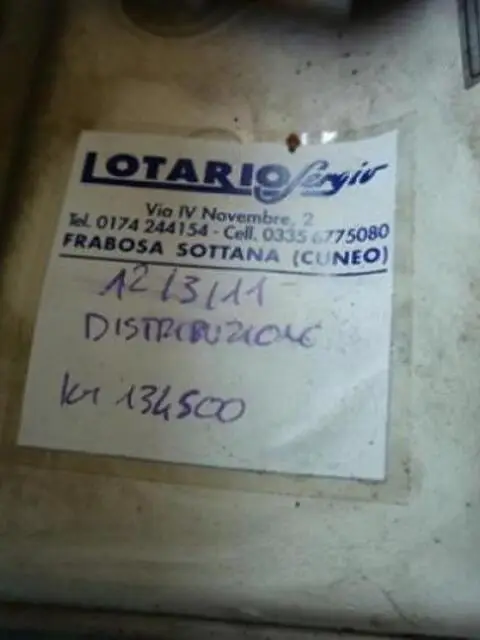 LOTARIO Sergio
Via IV Novembre, 2
Tel. 0174 244154 - Cell. 0335 6775080
FRABOSA SOTTANA (CUNEO)
12/3/11
DISTRIBUZIONE
km 134500